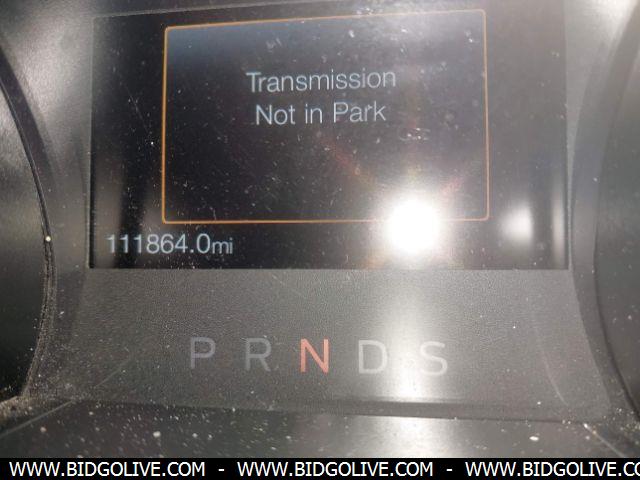 Transmission
Not in Park
111864.0mi
P R N D S
WWW.BIDGOLIVE.COM - WWW.BIDGOLIVE.COM - WWW.BIDGOLIVE.COM